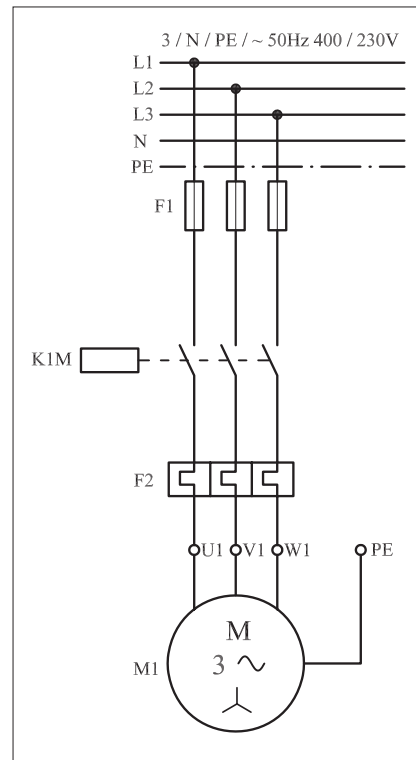 3 / N / PE / ~ 50Hz 400 / 230V
L1
L2
L3
N
PE
F1
K1M
F2
U1 V1 W1 PE
M
M1 3 ~